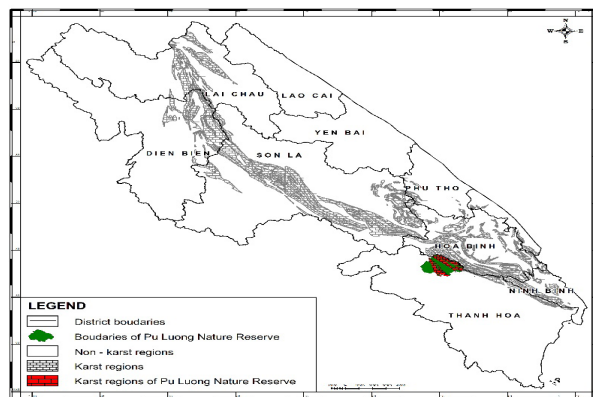 N
W E
S
LAI CHAU
LAO CAI
YEN BAI
DIEN BIEN
SON LA
PHU THO
HOA BINH
NINH BINH
THANH HOA
LEGEND
District boudaries
Boudaries of Pu Luong Nature Reserve
Non - karst regions
Karst regions
Karst regions of Pu Luong Nature Reserve